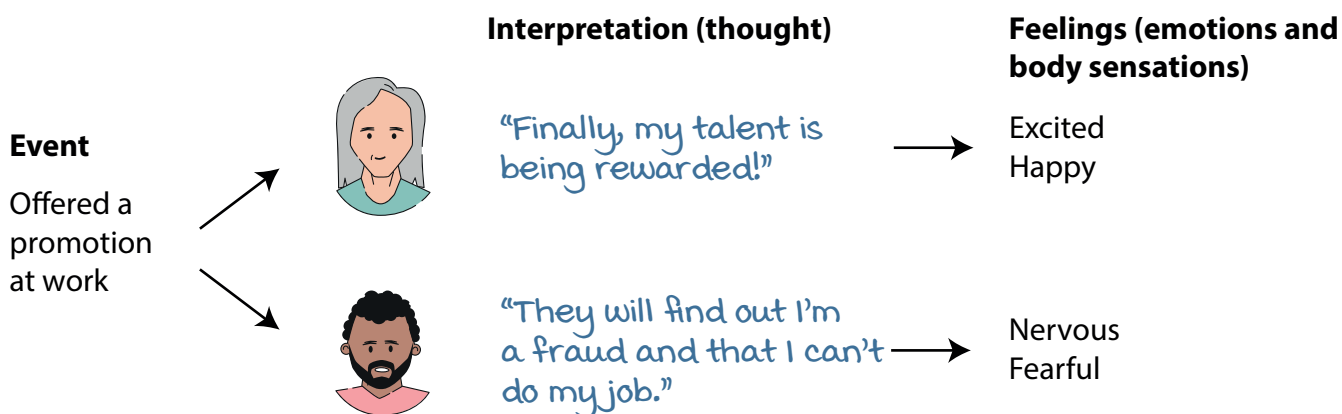 Interpretation (thought)
Feelings (emotions and
body sensations)
Event
Offered a
promotion
at work
“Finally, my talent is
being rewarded!”
Excited
Happy
“They will find out I’m
a fraud and that I can’t
do my job.”
Nervous
Fearful